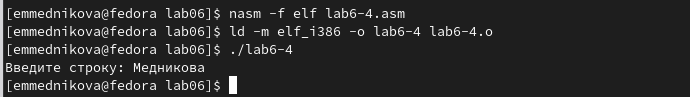 [emmednikova@fedora lab06]$ nasm -f elf lab6-4.asm
[emmednikova@fedora lab06]$ ld -m elf_i386 -o lab6-4 lab6-4.o
[emmednikova@fedora lab06]$ ./lab6-4
Введите строку: Медникова
[emmednikova@fedora lab06]$